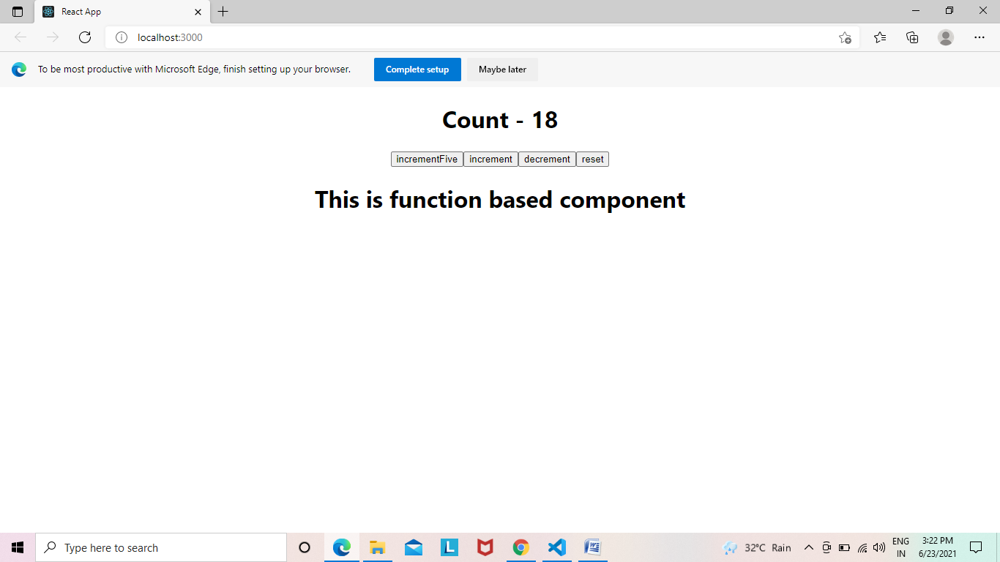 React App
localhost:3000
To be most productive with Microsoft Edge, finish setting up your browser. Complete setup Maybe later
Count - 18
incrementFive increment decrement reset
This is function based component
Type here to search
L
W
32°C Rain
ENG
IN
3:22 PM
6/23/2021